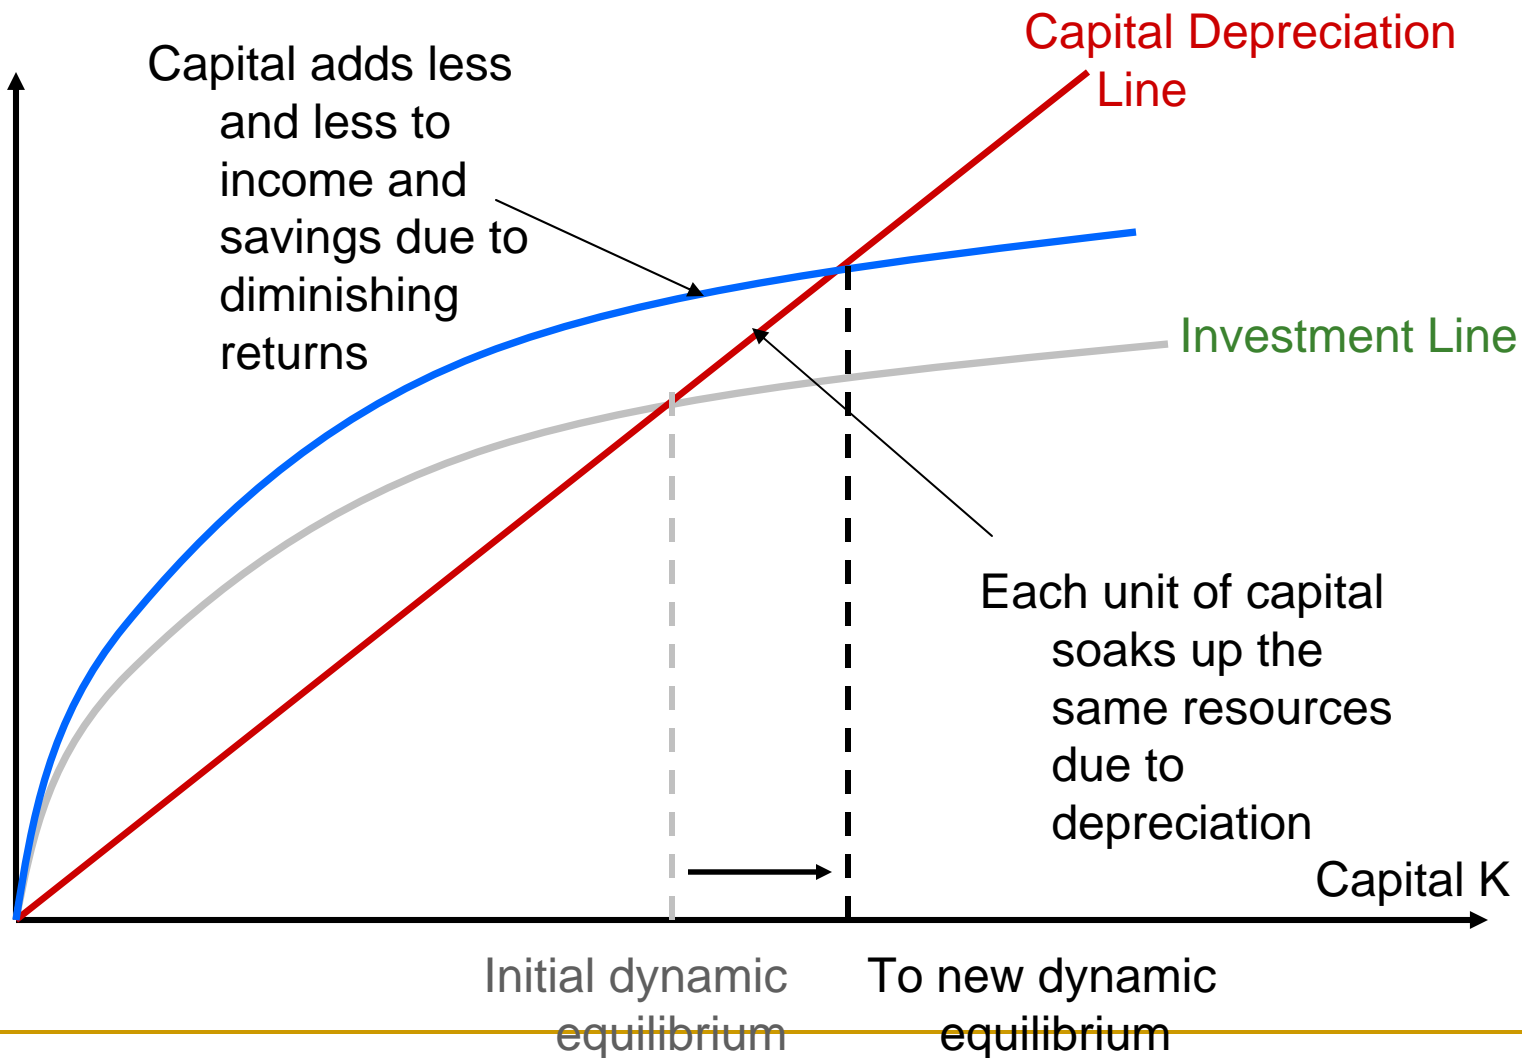 Capital Depreciation
Line
Capital adds less
and less to
income and
savings due to
diminishing
returns
Investment Line
Each unit of capital
soaks up the
same resources
due to
depreciation
Capital K
Initial dynamic
equilibrium
To new dynamic
equilibrium